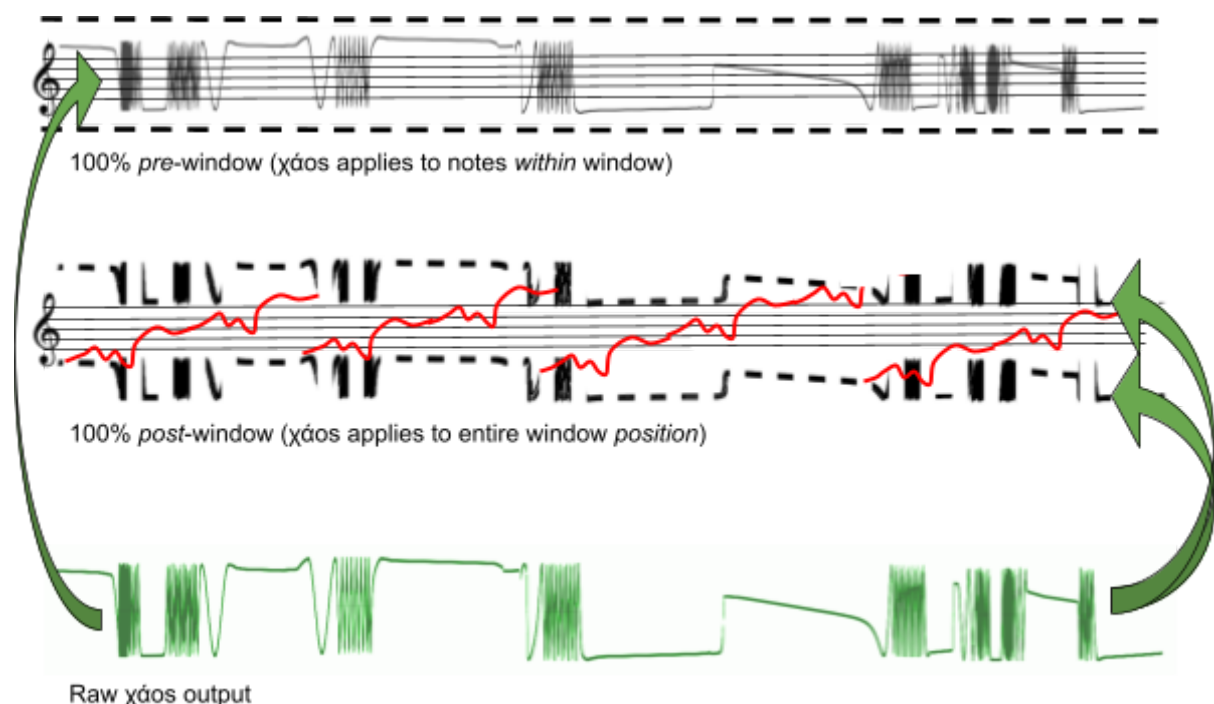 100% pre-window (χάος applies to notes within window)
100% post-window (χάος applies to entire window position)
Raw χάος output